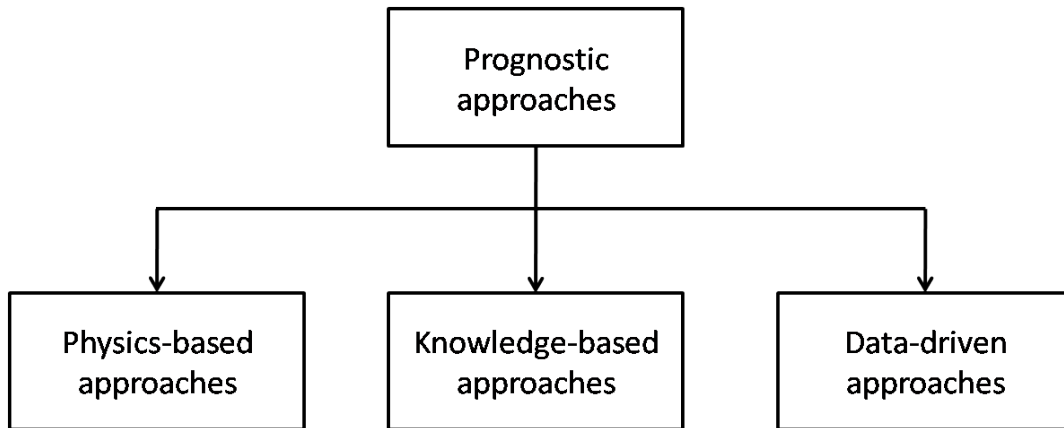 Prognostic
approaches
Physics-based
approaches
Knowledge-based
approaches
Data-driven
approaches